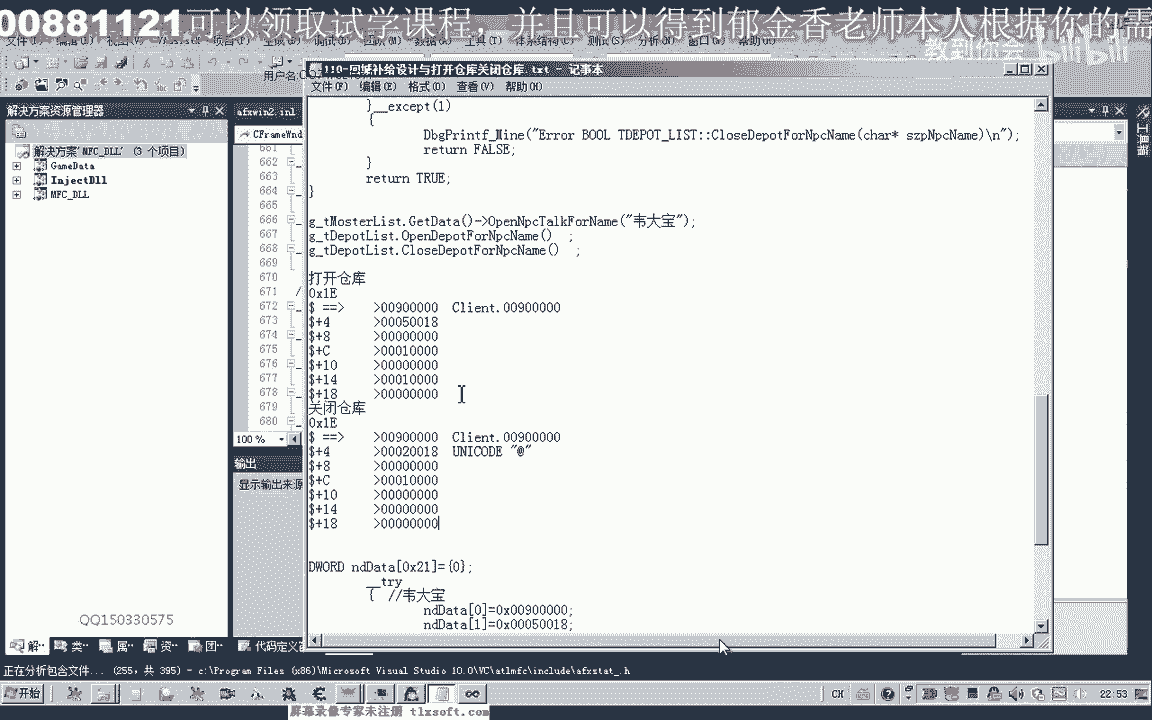 00881121可以领取试学课程，并且可以得到郁金香老师本人根据你的需
教到你会
bilibili
用户名:
110-回城补给设计与打开仓库关闭仓库.txt - 记事本
文件(F) 编辑(E) 格式(O) 查看(V) 帮助(H)
解决方案资源管理器
解决方案'MFC_DLL' (3 个项目)
GameData
InjectDll
MFC_DLL
afxwin2.inl
CFrameWnd
661
662
663
664
665
666
667
668
669
670
671
672
673
674
675
676
677
678
679
680
100 %
输出
显示输出来源
}__except(1)
{
DbgPrintf_Mine("Error BOOL TDEPOT_LIST::CloseDepotForNpcName(char* szpNpcName)\n");
return FALSE;
}
return TRUE;
}
g_tMosterList.GetData()->OpenNpcTalkForName("韦大宝");
g_tDepotList.OpenDepotForNpcName()  ;
g_tDepotList.CloseDepotForNpcName()  ;
打开仓库
0x1E
$ ==>    >00900000  Client.00900000
$+4      >00050018
$+8      >00000000
$+C      >00010000
$+10     >00000000
$+14     >00010000
$+18     >00000000
关闭仓库
0x1E
$ ==>    >00900000  Client.00900000
$+4      >00020018  UNICODE "@"
$+8      >00000000
$+C      >00010000
$+10     >00000000
$+14     >00000000
$+18     >00000000
DWORD ndData[0x21]={0};
__try
{  //韦大宝
ndData[0]=0x00900000;
ndData[1]=0x00050018;
工具箱
QQ150330575
解·· 类·· 属·· 资·· 团··
代码定义窗
正在分析包含文件... (255, 共 395) - c:\Program Files (x86)\Microsoft Visual Studio 10.0\VC\atlmfc\include\afxstat_.h
开始
CH
22:53
屏幕录像专家未注册 tlxsoft.com